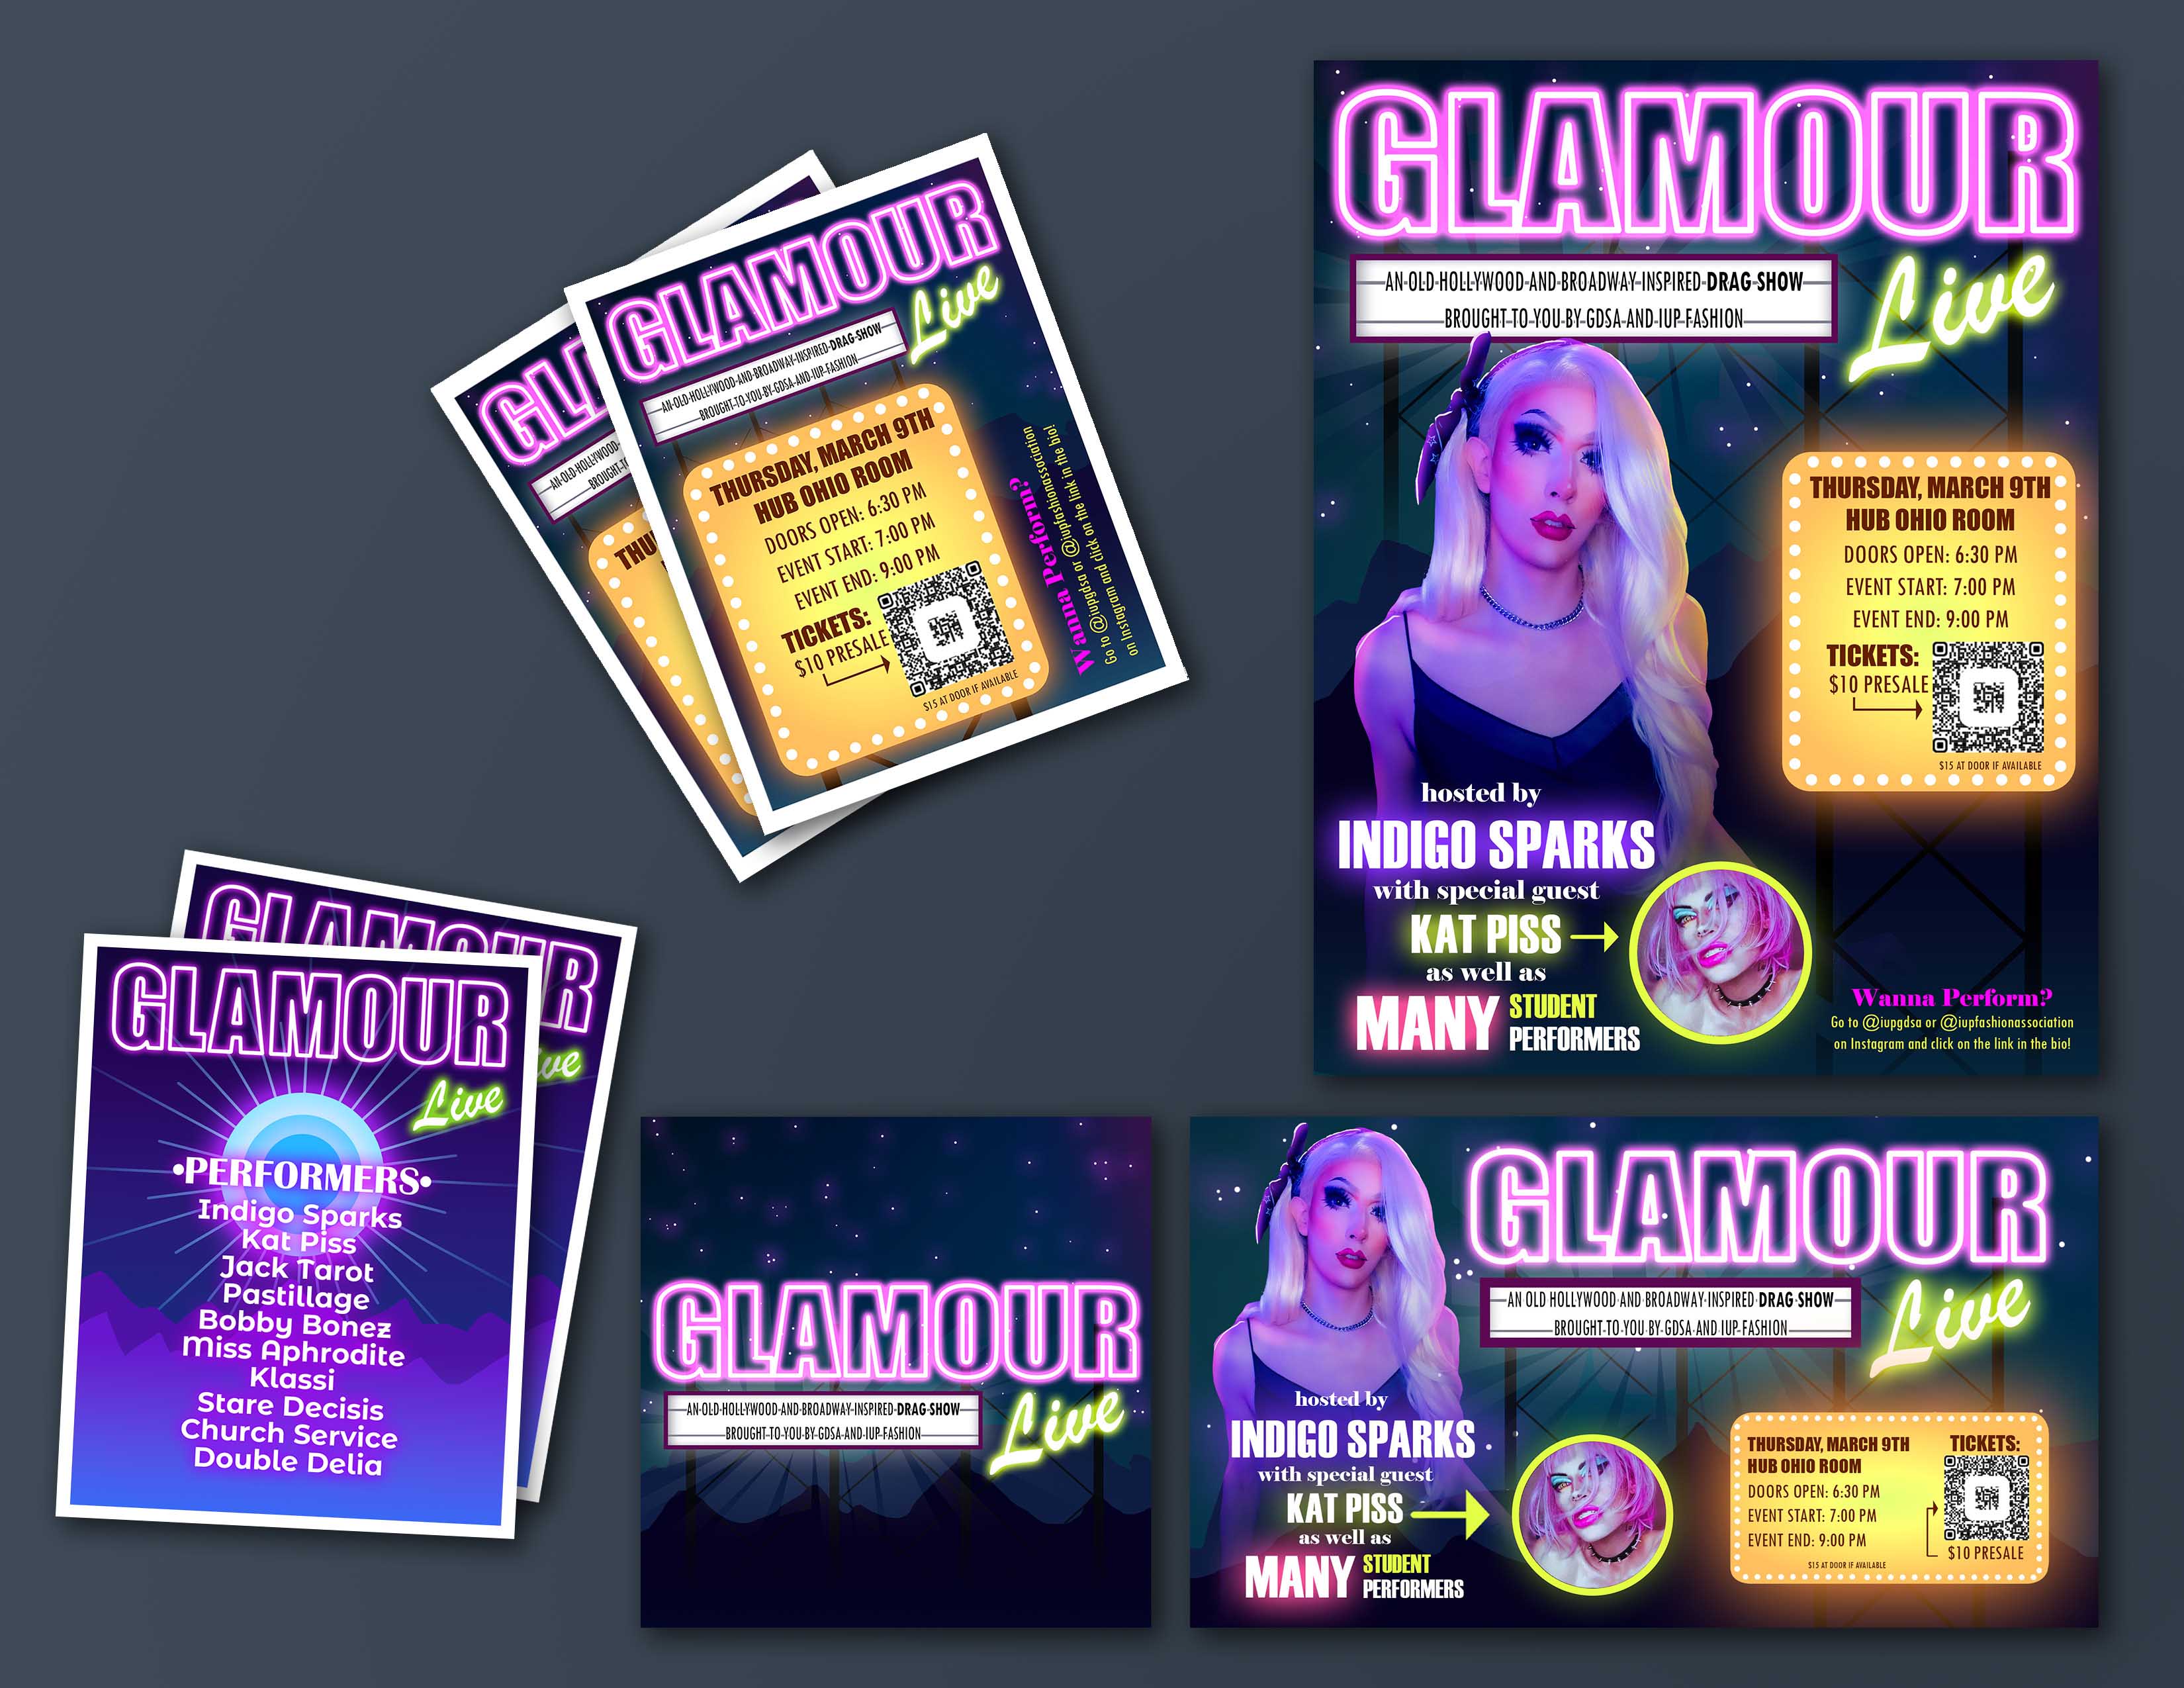 GLAMOUR
Live
AN OLD HOLLYWOOD AND BROADWAY INSPIRED DRAG SHOW
BROUGHT TO YOU BY GDSA AND IUP FASHION
THURSDAY, MARCH 9TH
HUB OHIO ROOM
DOORS OPEN: 6:30 PM
EVENT START: 7:00 PM
EVENT END: 9:00 PM
TICKETS:
$10 PRESALE
$15 AT DOOR IF AVAILABLE
Wanna Perform?
Go to @iupgdsa or @iupfashionassociation
on Instagram and click on the link in the bio!
GLA
AN OLD HOLLYWOOD
BROUGHT
THU
GLAMOUR
Live
AN OLD HOLLYWOOD AND BROADWAY INSPIRED DRAG SHOW
BROUGHT TO YOU BY GDSA AND IUP FASHION
THURSDAY, MARCH 9TH
HUB OHIO ROOM
DOORS OPEN: 6:30 PM
EVENT START: 7:00 PM
EVENT END: 9:00 PM
TICKETS:
$10 PRESALE
$15 AT DOOR IF AVAILABLE
hosted by
INDIGO SPARKS
with special guest
KAT PISS
as well as
MANY STUDENT
PERFORMERS
Wanna Perform?
Go to @iupgdsa or @iupfashionassociation
on Instagram and click on the link in the bio!
GLAMOUR
ive
GLAMOUR
Live
•PERFORMERS•
Indigo Sparks
Kat Piss
Jack Tarot
Pastillage
Bobby Bonez
Miss Aphrodite
Klassi
Stare Decisis
Church Service
Double Delia
GLAMOUR
AN OLD HOLLYWOOD AND BROADWAY INSPIRED DRAG SHOW
BROUGHT TO YOU BY GDSA AND IUP FASHION
Live
GLAMOUR
AN OLD HOLLYWOOD AND BROADWAY INSPIRED DRAG SHOW
BROUGHT TO YOU BY GDSA AND IUP FASHION
Live
hosted by
INDIGO SPARKS
with special guest
KAT PISS
as well as
MANY STUDENT
PERFORMERS
THURSDAY, MARCH 9TH
HUB OHIO ROOM
DOORS OPEN: 6:30 PM
EVENT START: 7:00 PM
EVENT END: 9:00 PM
$15 AT DOOR IF AVAILABLE
TICKETS:
$10 PRESALE